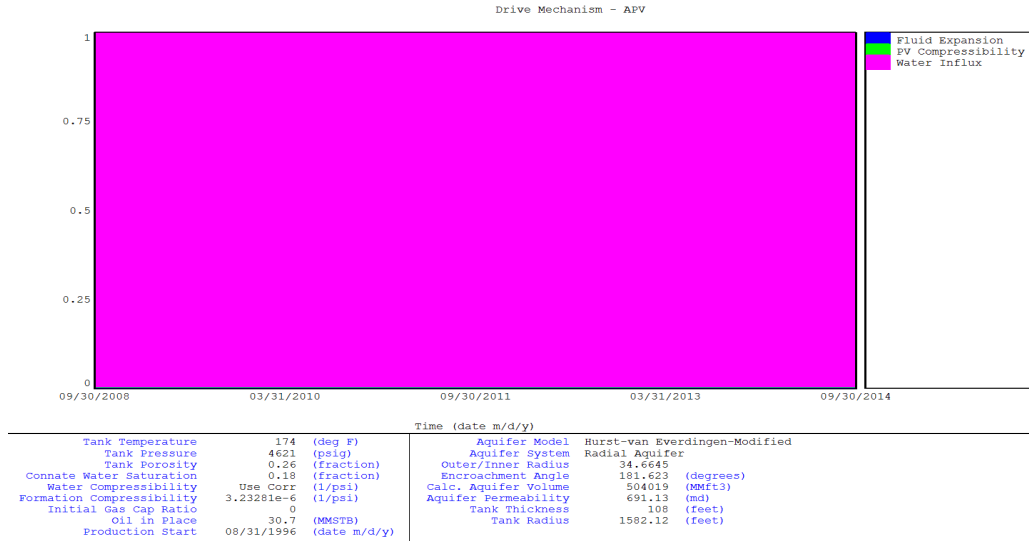 Drive Mechanism - APV
1
0.75
0.5
0.25
0
09/30/2008 03/31/2010 09/30/2011 03/31/2013 09/30/2014
Time (date m/d/y)
Fluid Expansion
PV Compressibility
Water Influx
Tank Temperature 174 (deg F)
Tank Pressure 4621 (psig)
Tank Porosity 0.26 (fraction)
Connate Water Saturation 0.18 (fraction)
Water Compressibility Use Corr (1/psi)
Formation Compressibility 3.23281e-6 (1/psi)
Initial Gas Cap Ratio 0
Oil in Place 30.7 (MMSTB)
Production Start 08/31/1996 (date m/d/y)
Aquifer Model Hurst-van Everdingen-Modified
Aquifer System Radial Aquifer
Outer/Inner Radius 34.6645
Encroachment Angle 181.623 (degrees)
Calc. Aquifer Volume 504019 (MMft3)
Aquifer Permeability 691.13 (md)
Tank Thickness 108 (feet)
Tank Radius 1582.12 (feet)